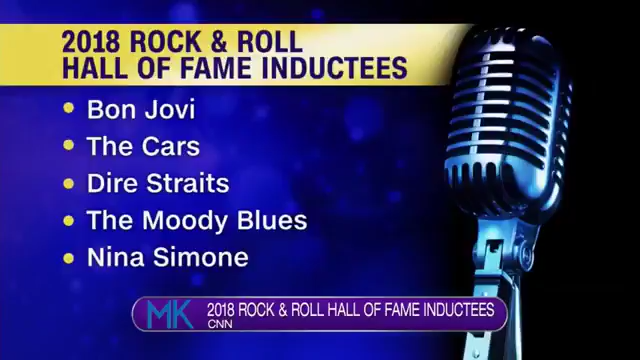 2018 ROCK & ROLL
HALL OF FAME INDUCTEES
Bon Jovi
The Cars
Dire Straits
The Moody Blues
Nina Simone
MK
2018 ROCK & ROLL HALL OF FAME INDUCTEES
CNN